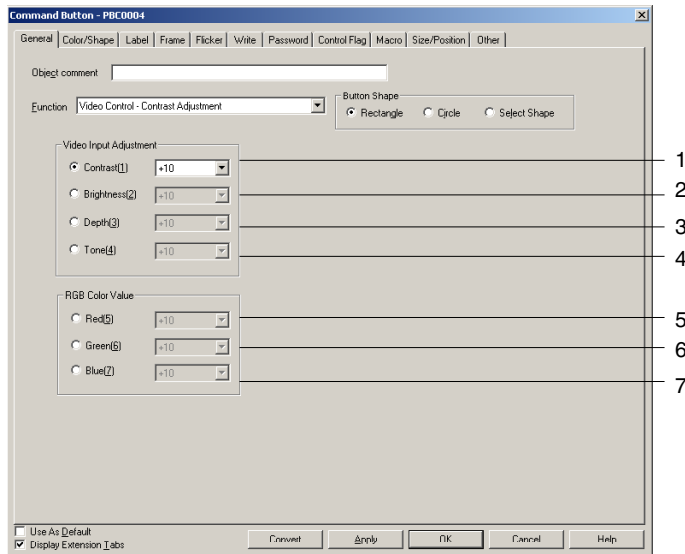 Command Button - PBC0004
General Color/Shape Label Frame Flicker Write Password Control Flag Macro Size/Position Other
Object comment
Function Video Control - Contrast Adjustment
Button Shape
Rectangle Circle Select Shape
Video Input Adjustment
Contrast(1) +10 1
Brightness(2) +10 2
Depth(3) +10 3
Tone(4) +10 4
RGB Color Value
Red(5) +10 5
Green(6) +10 6
Blue(7) +10 7
Use As Default
Display Extension Tabs
Convert Apply OK Cancel Help